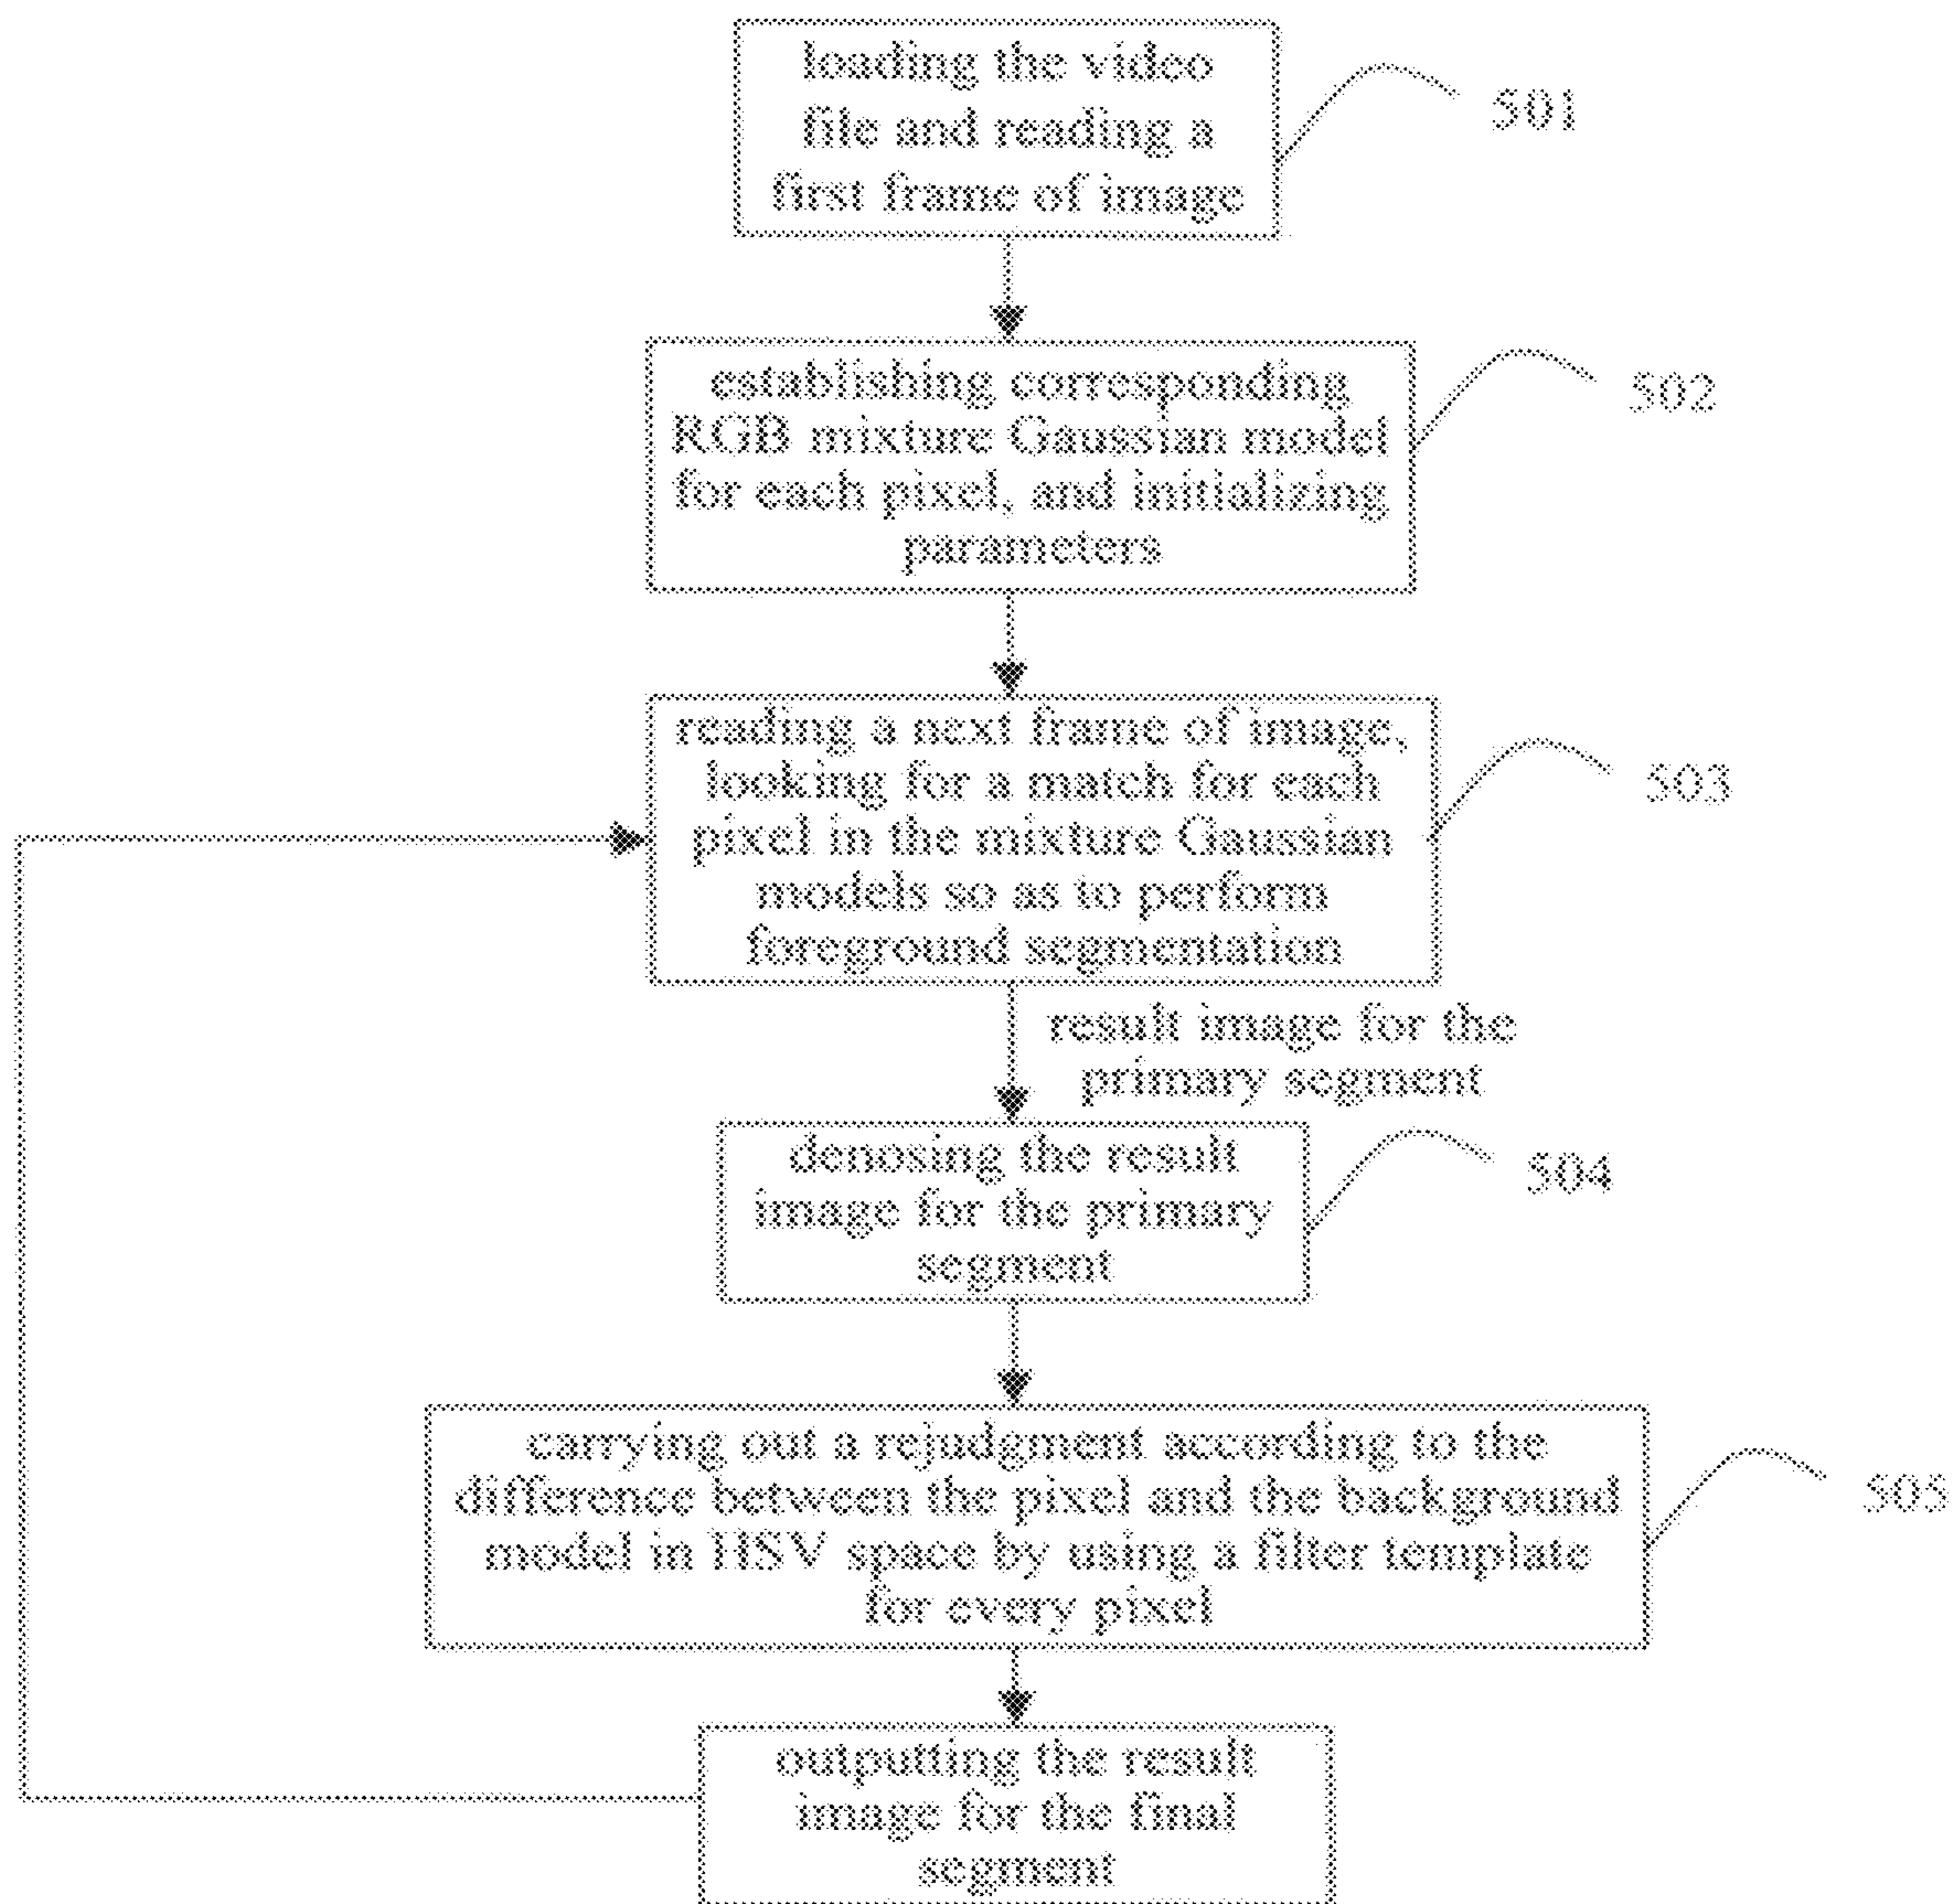 loading the video
file and reading a
first frame of image
501
establishing corresponding
RGB mixture Gaussian model
for each pixel, and initializing
parameters
502
reading a next frame of image,
looking for a match for each
pixel in the mixture Gaussian
models so as to perform
foreground segmentation
503
result image for the
primary segment
denosing the result
image for the primary
segment
504
carrying out a rejudgment according to the
difference between the pixel and the background
model in HSV space by using a filter template
for every pixel
505
outputting the result
image for the final
segment